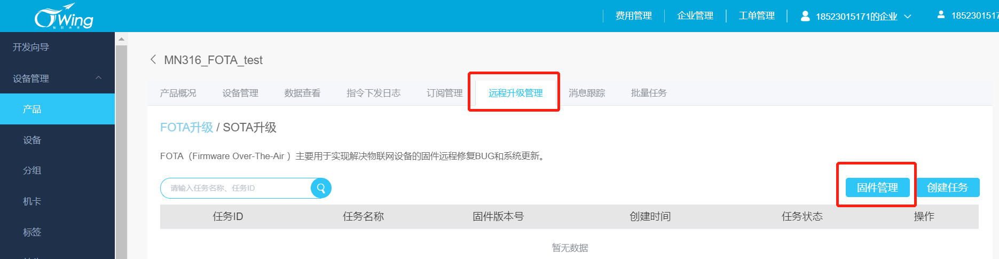 Wing
智联未来
费用管理 企业管理 工单管理 18523015171的企业 1852301517
开发向导
设备管理
产品
设备
分组
机卡
标签
MN316_FOTA_test
产品概况 设备管理 数据查看 指令下发日志 订阅管理 远程升级管理 消息跟踪 批量任务
FOTA升级 / SOTA升级
FOTA（Firmware Over-The-Air ）主要用于实现解决物联网设备的固件远程修复BUG和系统更新。
请输入任务名称、任务ID
固件管理 创建任务
任务ID 任务名称 固件版本号 创建时间 任务状态 操作
暂无数据